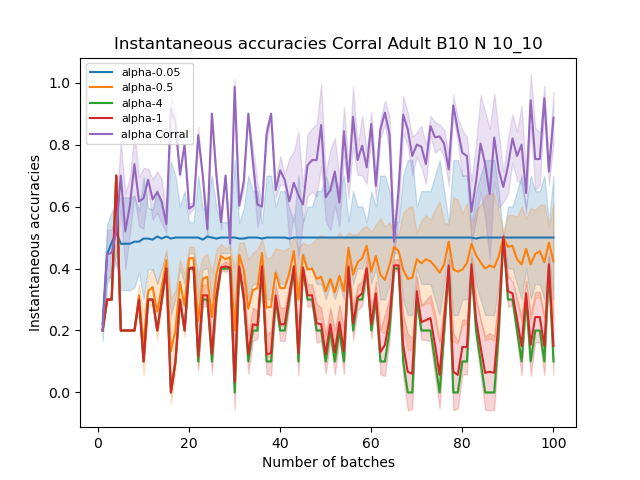 Instantaneous accuracies Corral Adult B10 N 10_10
alpha-0.05
alpha-0.5
alpha-4
alpha-1
alpha Corral
1.0
0.8
0.6
0.4
0.2
0.0
Instantaneous accuracies
0 20 40 60 80 100
Number of batches